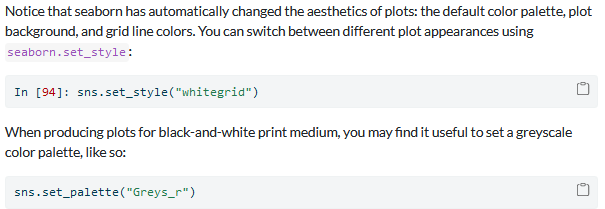 Notice that seaborn has automatically changed the aesthetics of plots: the default color palette, plot
background, and grid line colors. You can switch between different plot appearances using
seaborn.set_style:
In [94]: sns.set_style("whitegrid")
When producing plots for black-and-white print medium, you may find it useful to set a greyscale
color palette, like so:
sns.set_palette("Greys_r")